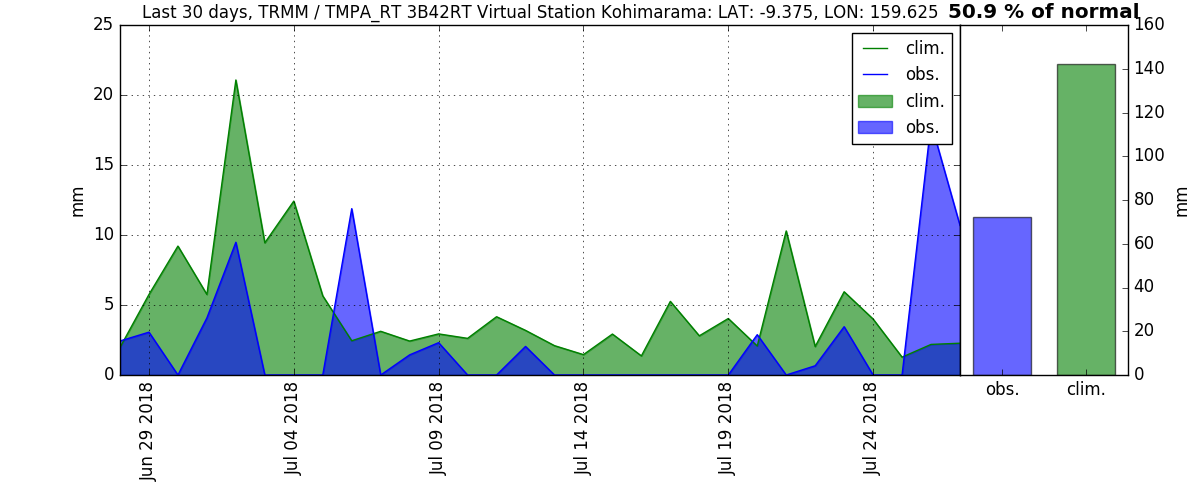 Last 30 days, TRMM / TMPA_RT 3B42RT Virtual Station Kohimarama: LAT: -9.375, LON: 159.625
50.9 % of normal
25
20
15
10
5
0
mm
clim.
obs.
clim.
obs.
160
140
120
100
80
60
40
20
0
mm
Jun 29 2018
Jul 04 2018
Jul 09 2018
Jul 14 2018
Jul 19 2018
Jul 24 2018
obs.
clim.